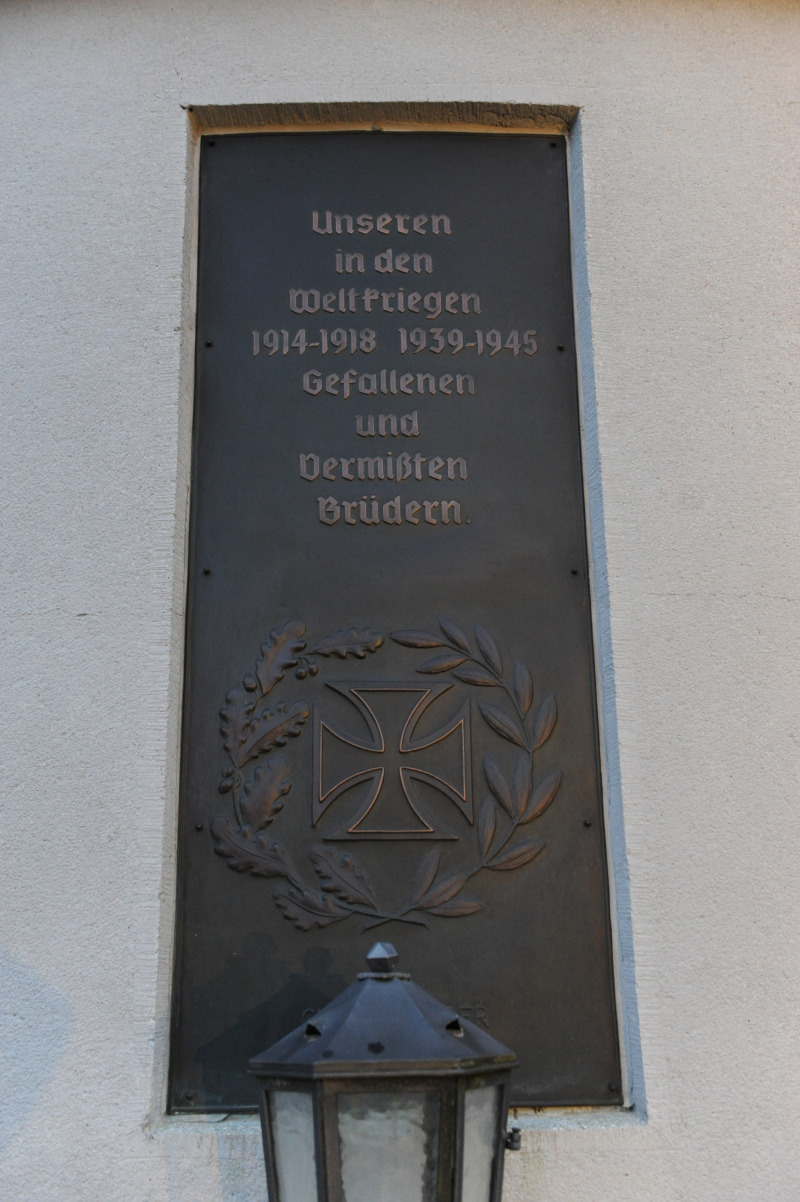 Unseren
in den
Weltkriegen
1914-1918 1939-1945
Gefallenen
und
Vermißten
Brüdern.